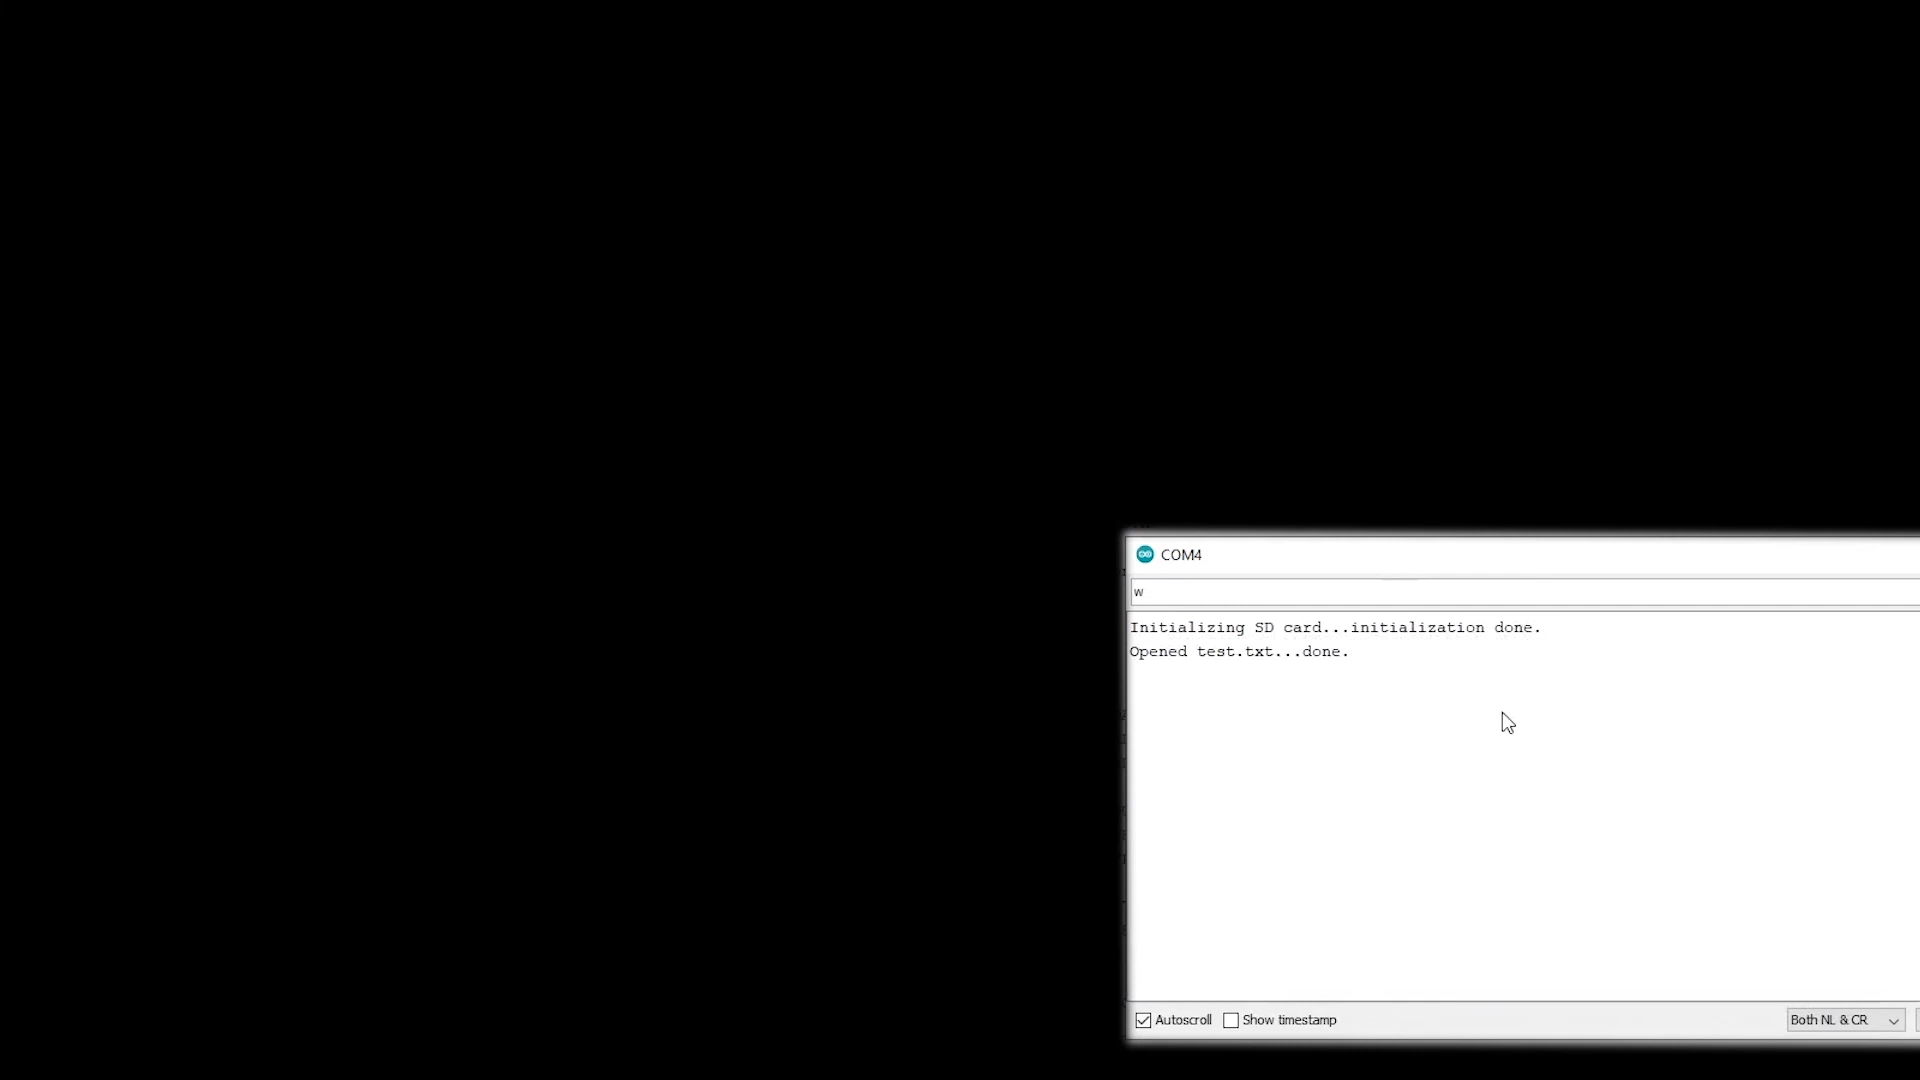 COM4
w
Initializing SD card...initialization done.
Opened test.txt...done.
Autoscroll Show timestamp Both NL & CR